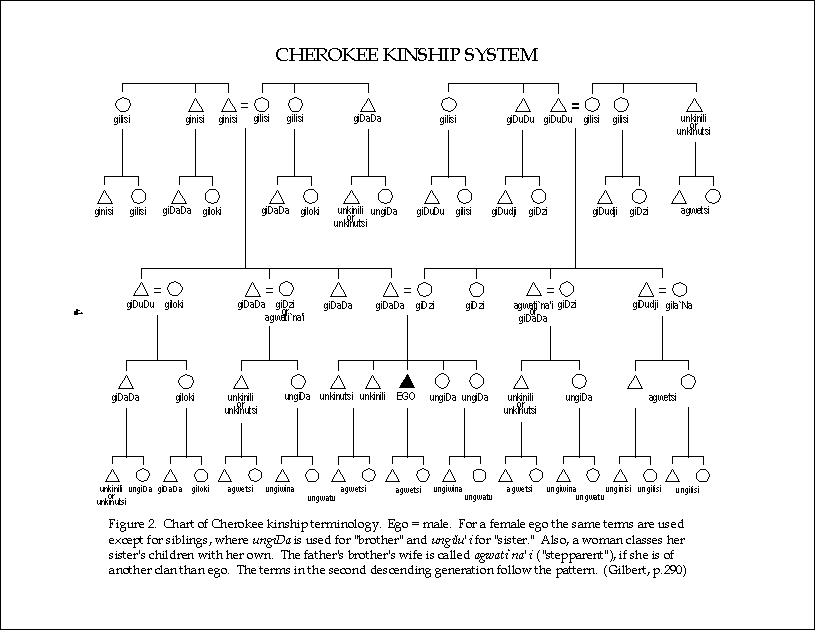 CHEROKEE KINSHIP SYSTEM
= = = =
gilisi ginisi ginisi gilisi gilisi giDaDa gilisi giDuDu giDuDu gilisi gilisi unkinili
or
unkinutsi
ginisi gilisi giDaDa giloki giDaDa giloki unkinili ungiDa giDuDu gilisi giDudji giDzi giDudji giDzi agwetsi
or
unkinutsi
= = = = =
giDuDu giloki giDaDa giDzi giDaDa giDaDa giDzi giDzi agwati`na'i giDzi giDudji gila`Na
or or
agwati`na'i giDaDa
giDaDa giloki unkinili ungiDa unkinutsi unkinili EGO ungiDa ungiDa unkinili ungiDa agwetsi
or or
unkinutsi unkinutsi
unkinili ungiDa giDaDa giloki agwetsi ungiwina agwetsi agwetsi ungiwina agwetsi ungiwina unginisi ungilisi ungilisi
or ungwatu ungwatu ungwatu
unkinutsi
Figure 2. Chart of Cherokee kinship terminology. Ego = male. For a female ego the same terms are used
except for siblings, where ungiDa is used for "brother" and ungilu' i for "sister." Also, a woman classes her
sister's children with her own. The father's brother's wife is called agwati`na' i ("stepparent"), if she is of
another clan than ego. The terms in the second descending generation follow the pattern. (Gilbert, p.290)